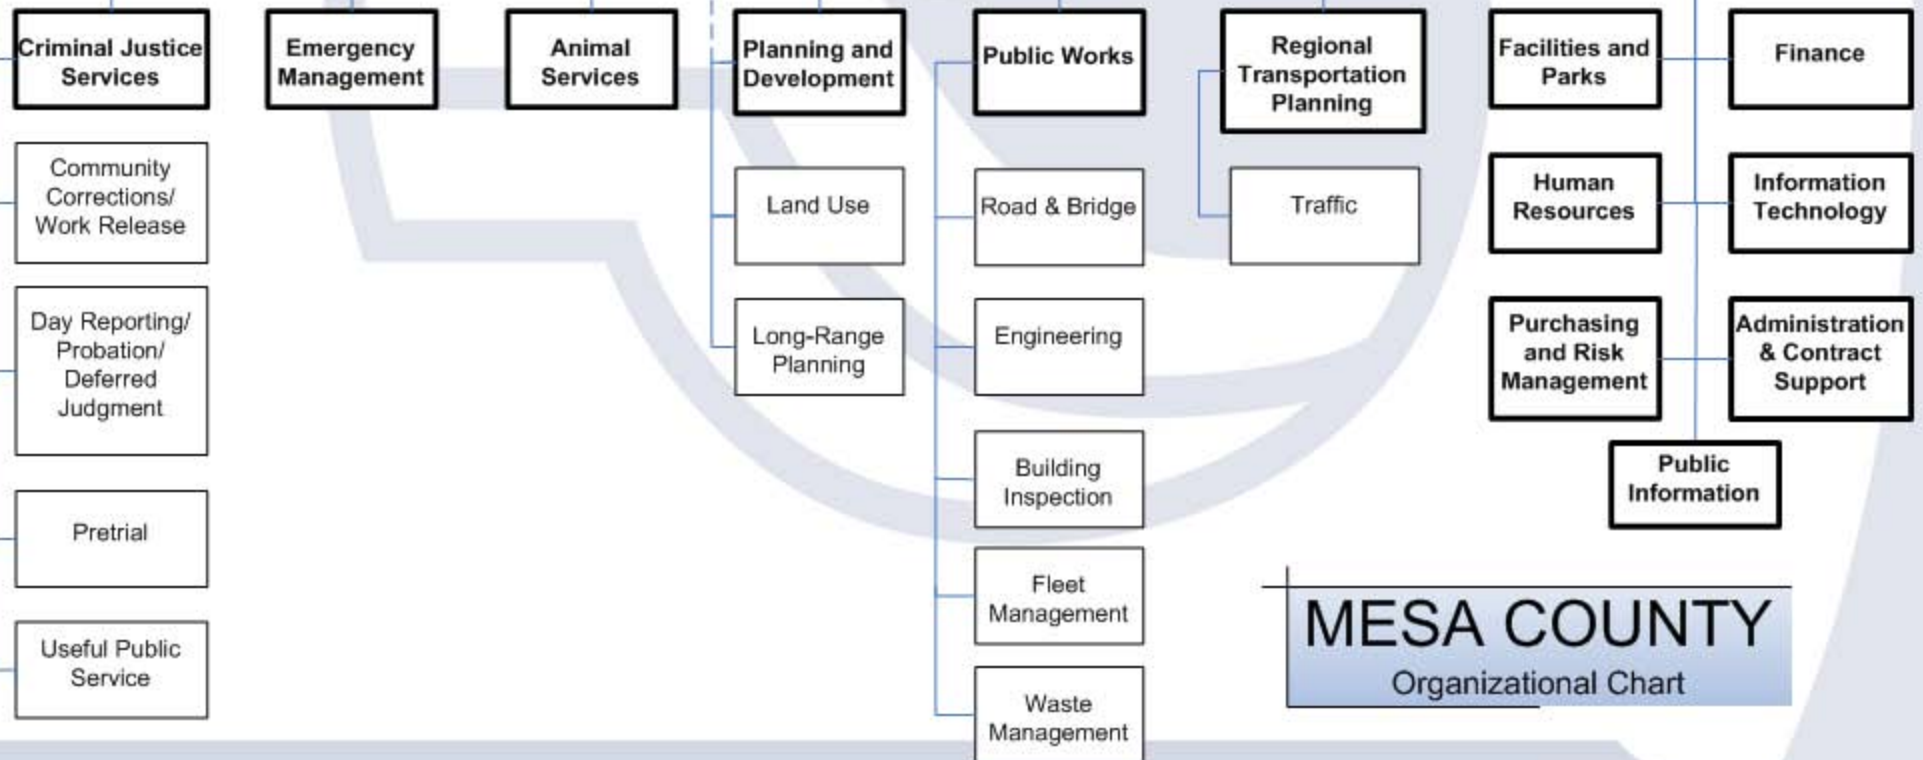 Criminal Justice
Services
Emergency
Management
Animal
Services
Planning and
Development
Public Works
Regional
Transportation
Planning
Facilities and
Parks
Finance
Community
Corrections/
Work Release
Land Use
Road & Bridge
Traffic
Human
Resources
Information
Technology
Day Reporting/
Probation/
Deferred
Judgment
Long-Range
Planning
Engineering
Purchasing
and Risk
Management
Administration
& Contract
Support
Building
Inspection
Public
Information
Pretrial
Fleet
Management
Useful Public
Service
Waste
Management
MESA COUNTY
Organizational Chart